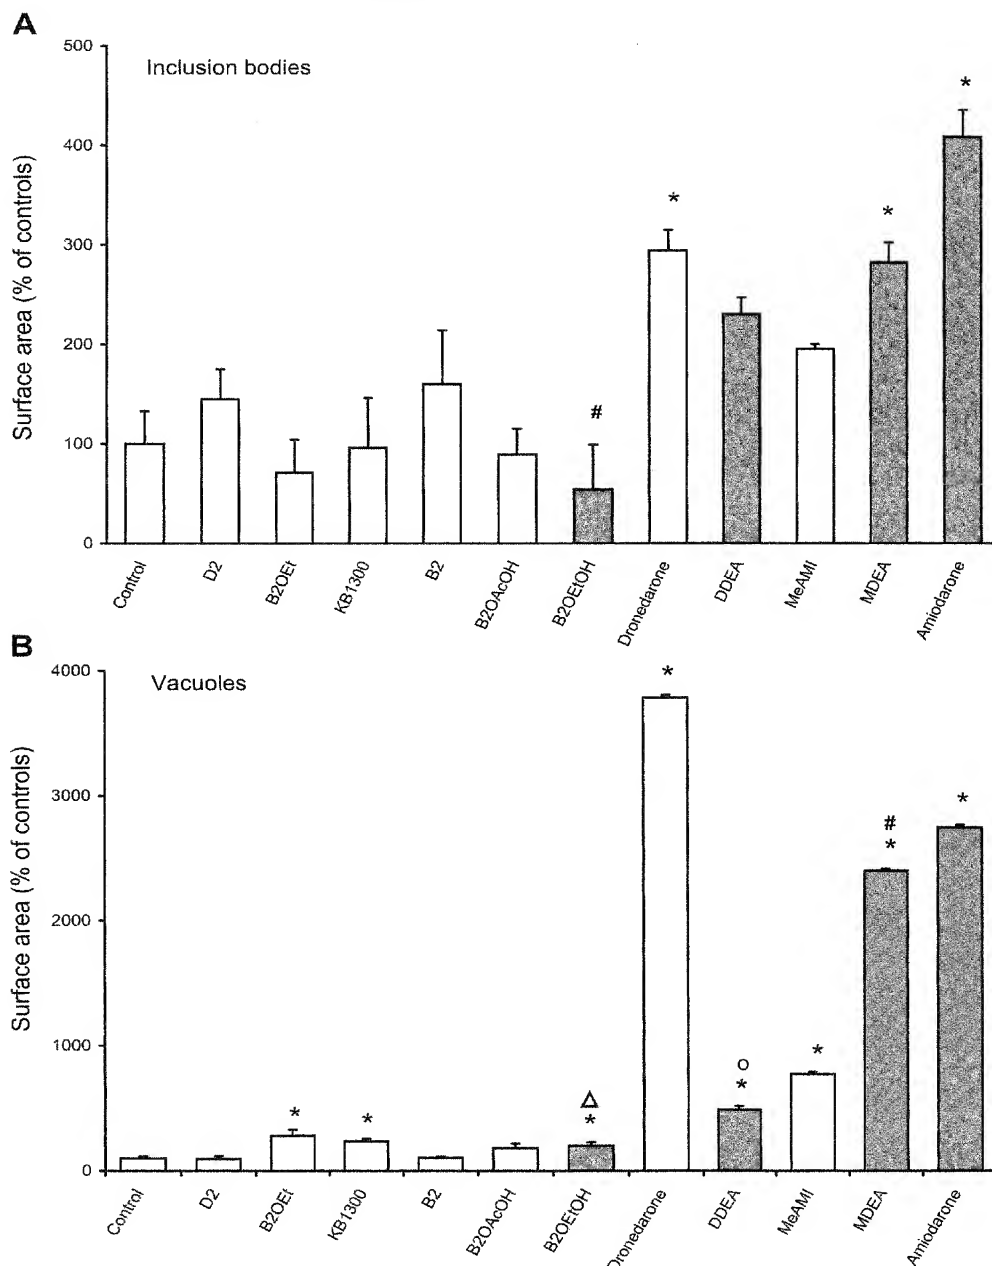 A
Inclusion bodies
Surface area (% of controls)
500
400
300
200
100
0
*
*
*
#
Control
D2
B2OEt
KB1300
B2
B2OAcOH
B2OEtOH
Dronedarone
DDEA
MeAMI
MDEA
Amiodarone
B
Vacuoles
Surface area (% of controls)
4000
3000
2000
1000
0
*
*
#
*
*
o
*
*
*
Δ
*
Control
D2
B2OEt
KB1300
B2
B2OAcOH
B2OEtOH
Dronedarone
DDEA
MeAMI
MDEA
Amiodarone